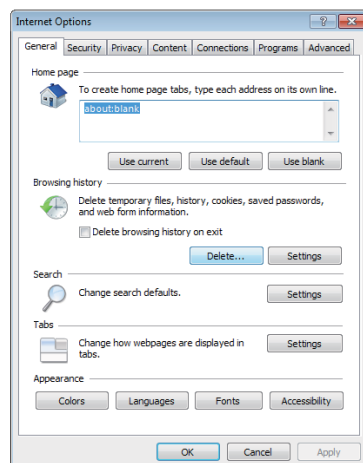 Internet Options
General Security Privacy Content Connections Programs Advanced
Home page
To create home page tabs, type each address on its own line.
about:blank
Use current Use default Use blank
Browsing history
Delete temporary files, history, cookies, saved passwords,
and web form information.
Delete browsing history on exit
Delete... Settings
Search
Change search defaults. Settings
Tabs
Change how webpages are displayed in
tabs.
Settings
Appearance
Colors Languages Fonts Accessibility
OK Cancel Apply